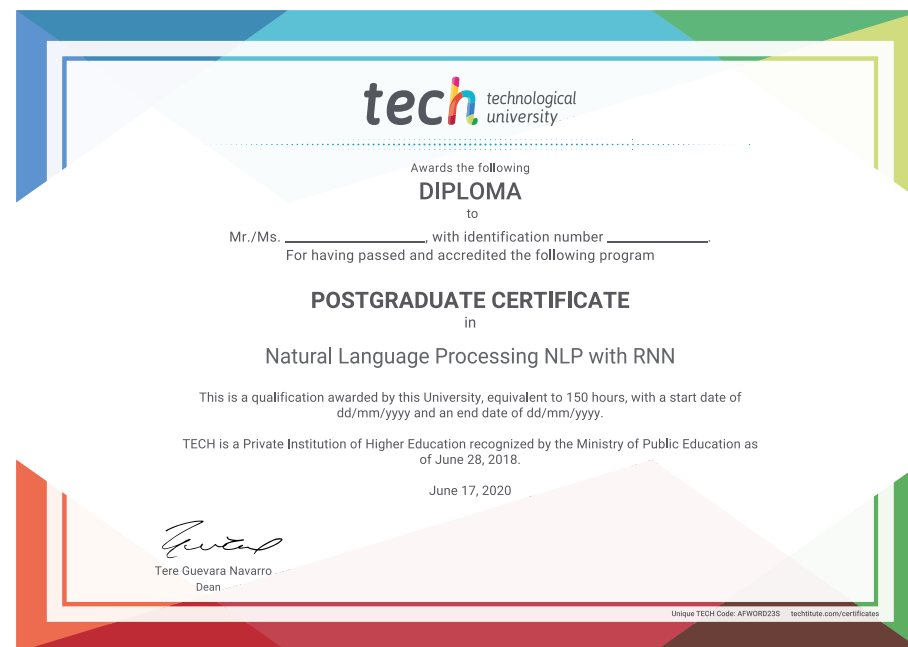 tech technological
university
Awards the following
DIPLOMA
to
Mr./Ms. ____________________, with identification number ______________.
For having passed and accredited the following program
POSTGRADUATE CERTIFICATE
in
Natural Language Processing NLP with RNN
This is a qualification awarded by this University, equivalent to 150 hours, with a start date of
dd/mm/yyyy and an end date of dd/mm/yyyy.
TECH is a Private Institution of Higher Education recognized by the Ministry of Public Education as
of June 28, 2018.
June 17, 2020
Tere Guevara Navarro
Dean
Unique TECH Code: AFWORD23S techtitute.com/certificates